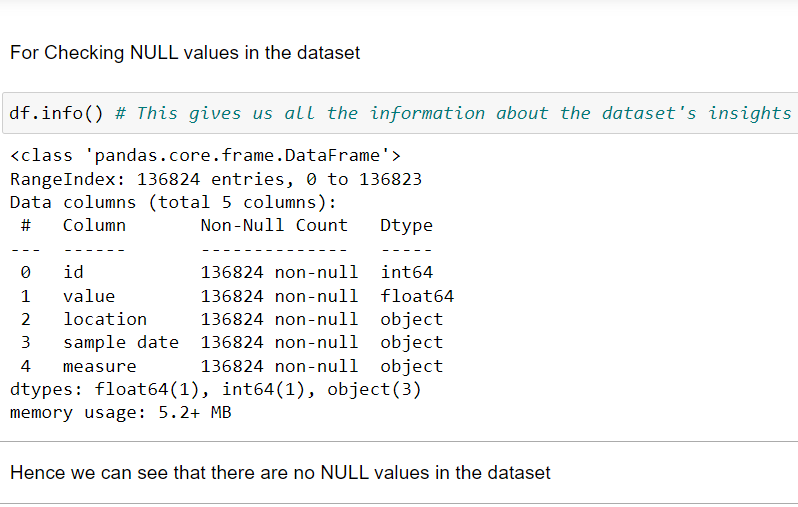 For Checking NULL values in the dataset
df.info() # This gives us all the information about the dataset's insights
<class 'pandas.core.frame.DataFrame'>
RangeIndex: 136824 entries, 0 to 136823
Data columns (total 5 columns):
 #   Column       Non-Null Count   Dtype
---  ------       --------------   -----
 0   id           136824 non-null  int64
 1   value        136824 non-null  float64
 2   location     136824 non-null  object
 3   sample date  136824 non-null  object
 4   measure      136824 non-null  object
dtypes: float64(1), int64(1), object(3)
memory usage: 5.2+ MB
Hence we can see that there are no NULL values in the dataset